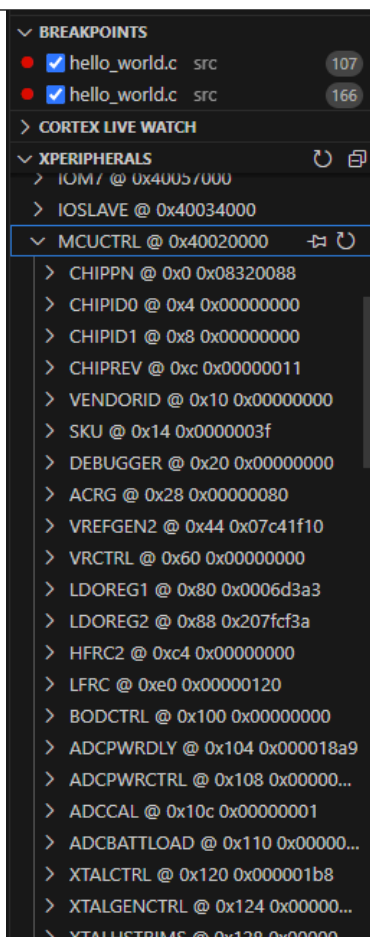 BREAKPOINTS
hello_world.c src 107
hello_world.c src 166
CORTEX LIVE WATCH
XPERIPHERALS
IOM7 @ 0x40057000
IOSLAVE @ 0x40034000
MCUCTRL @ 0x40020000
CHIPPN @ 0x0 0x08320088
CHIPID0 @ 0x4 0x00000000
CHIPID1 @ 0x8 0x00000000
CHIPREV @ 0xc 0x00000011
VENDORID @ 0x10 0x00000000
SKU @ 0x14 0x0000003f
DEBUGGER @ 0x20 0x00000000
ACRG @ 0x28 0x00000080
VREFGEN2 @ 0x44 0x07c41f10
VRCTRL @ 0x60 0x00000000
LDOREG1 @ 0x80 0x0006d3a3
LDOREG2 @ 0x88 0x207fcf3a
HFRC2 @ 0xc4 0x00000000
LFRC @ 0xe0 0x00000120
BODCTRL @ 0x100 0x00000000
ADCPWRDLY @ 0x104 0x000018a9
ADCPWRCTRL @ 0x108 0x00000...
ADCCAL @ 0x10c 0x00000001
ADCBATTLOAD @ 0x110 0x00000...
XTALCTRL @ 0x120 0x000001b8
XTALGENCTRL @ 0x124 0x00000...